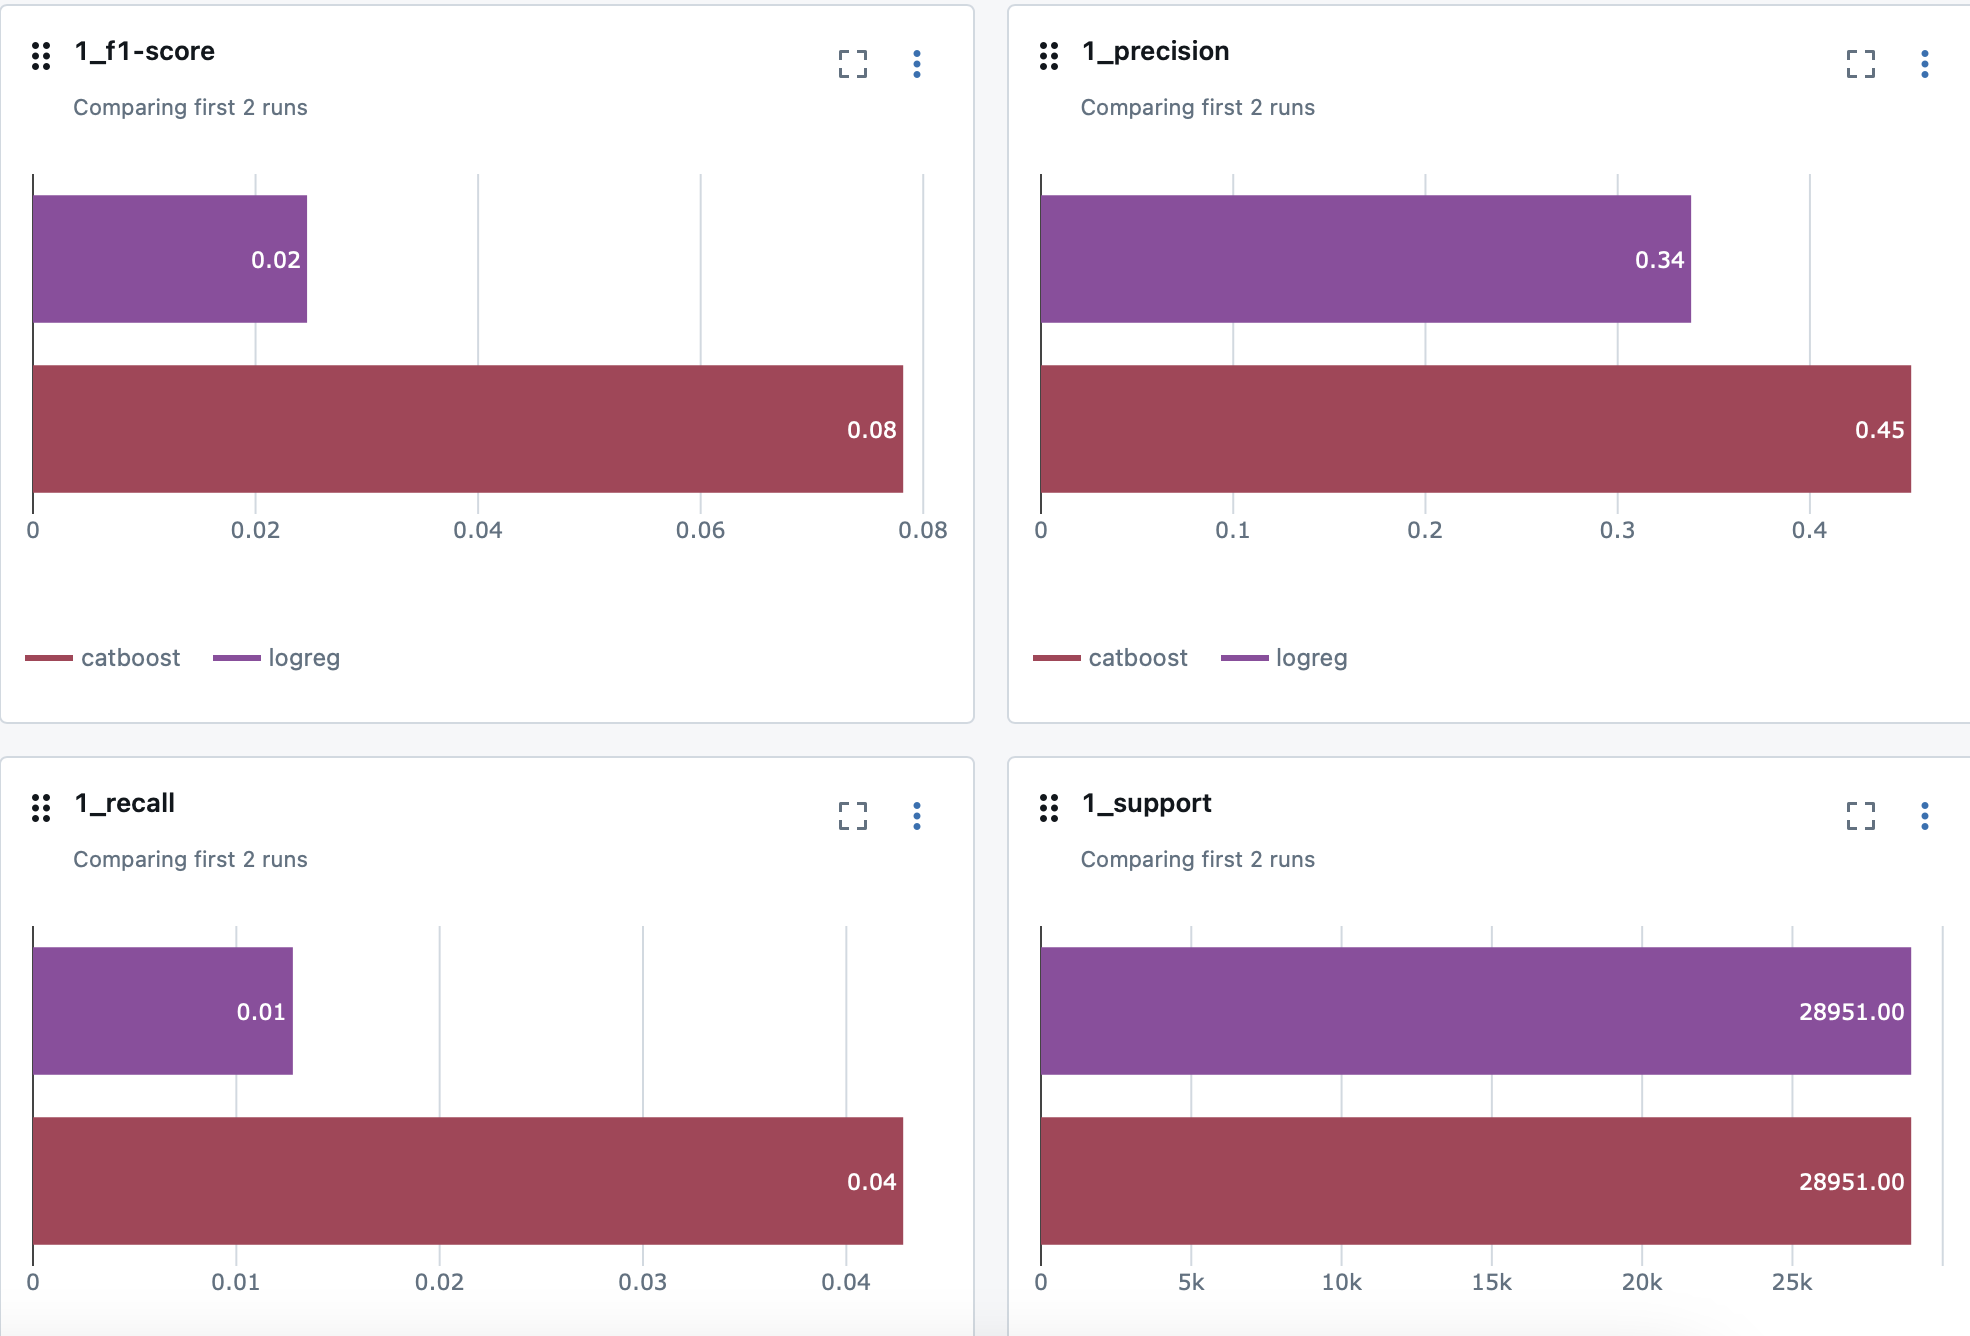 1_f1-score
Comparing first 2 runs
0.02
0.08
0 0.02 0.04 0.06 0.08
catboost logreg
1_precision
Comparing first 2 runs
0.34
0.45
0 0.1 0.2 0.3 0.4
catboost logreg
1_recall
Comparing first 2 runs
0.01
0.04
0 0.01 0.02 0.03 0.04
1_support
Comparing first 2 runs
28951.00
28951.00
0 5k 10k 15k 20k 25k